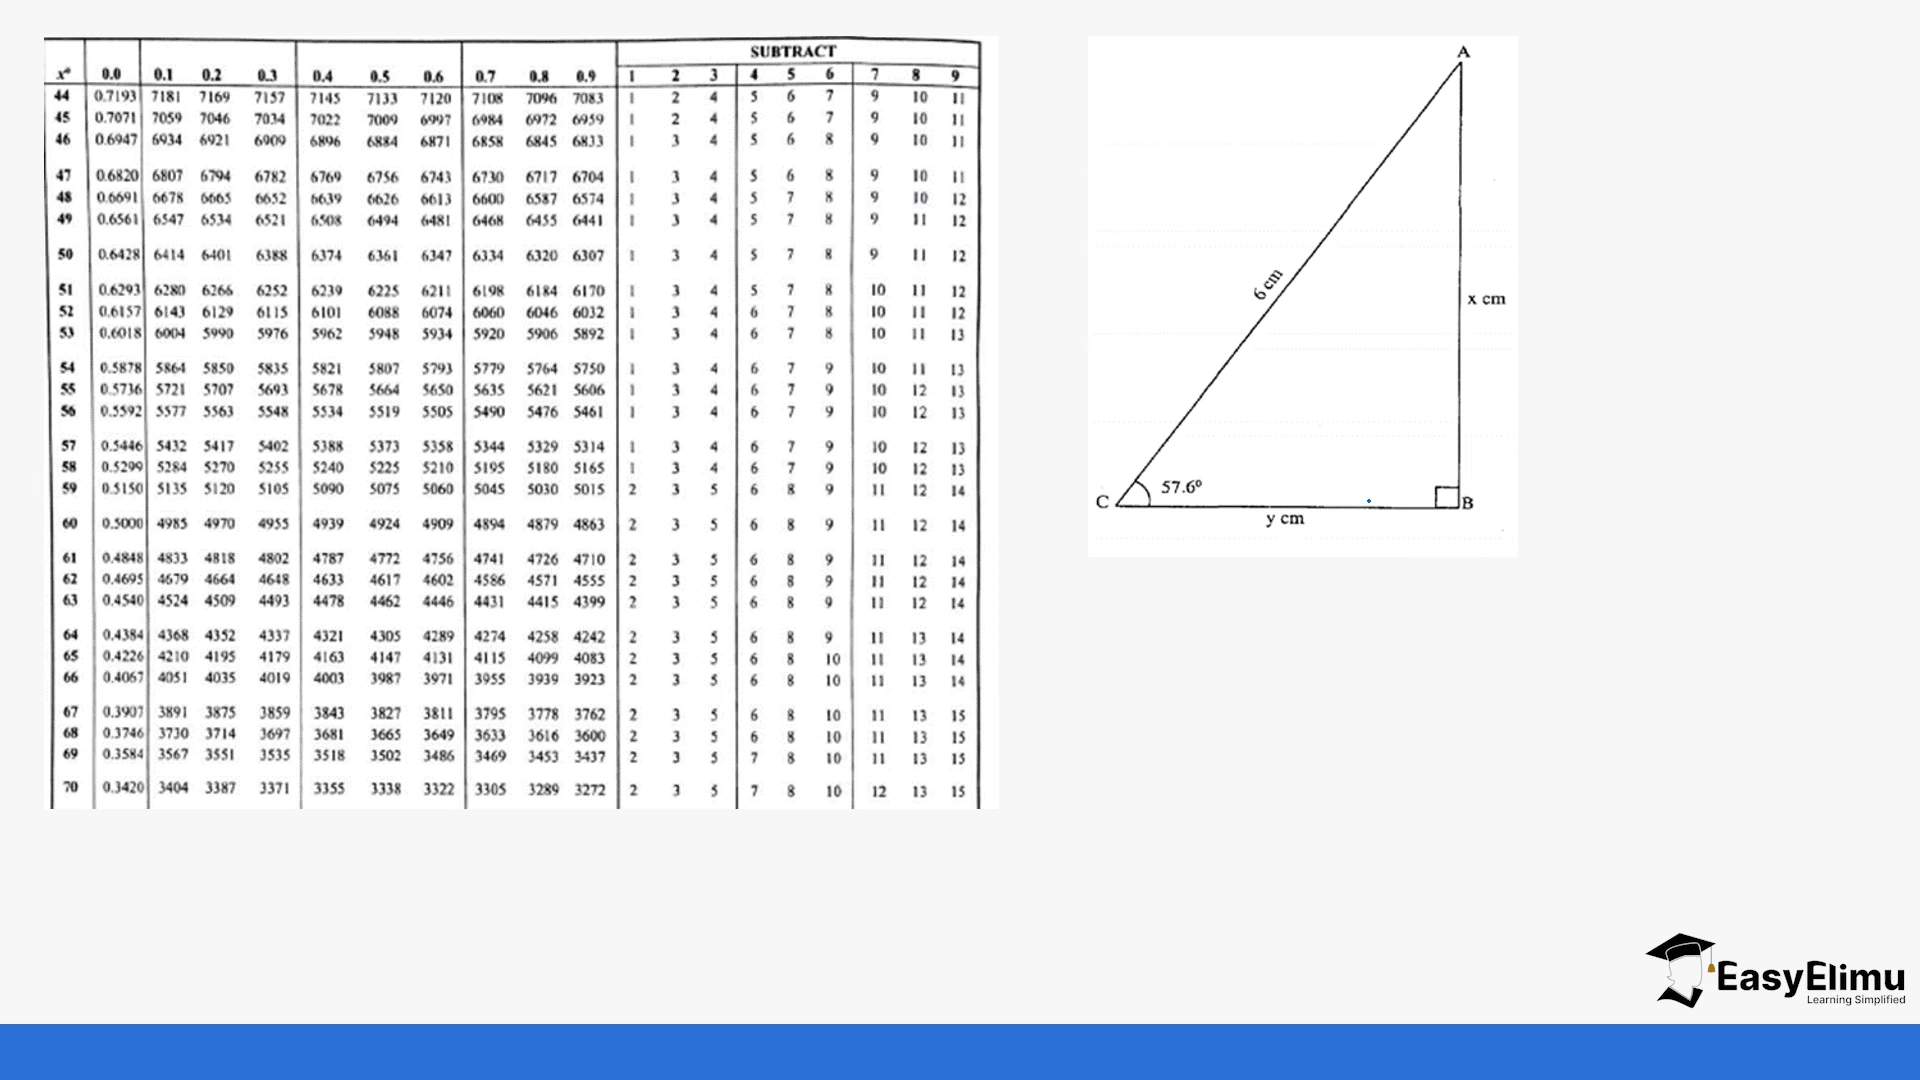 SUBTRACT
x° 0.0 0.1 0.2 0.3 0.4 0.5 0.6 0.7 0.8 0.9 1 2 3 4 5 6 7 8 9
44 0.7193 7181 7169 7157 7145 7133 7120 7108 7096 7083 1 2 4 5 6 7 9 10 11
45 0.7071 7059 7046 7034 7022 7009 6997 6984 6972 6959 1 2 4 5 6 7 9 10 11
46 0.6947 6934 6921 6909 6896 6884 6871 6858 6845 6833 1 3 4 5 6 8 9 10 11
47 0.6820 6807 6794 6782 6769 6756 6743 6730 6717 6704 1 3 4 5 6 8 9 10 11
48 0.6691 6678 6665 6652 6639 6626 6613 6600 6587 6574 1 3 4 5 7 8 9 10 12
49 0.6561 6547 6534 6521 6508 6494 6481 6468 6455 6441 1 3 4 5 7 8 9 11 12
50 0.6428 6414 6401 6388 6374 6361 6347 6334 6320 6307 1 3 4 5 7 8 9 11 12
51 0.6293 6280 6266 6252 6239 6225 6211 6198 6184 6170 1 3 4 5 7 8 10 11 12
52 0.6157 6143 6129 6115 6101 6088 6074 6060 6046 6032 1 3 4 6 7 8 10 11 12
53 0.6018 6004 5990 5976 5962 5948 5934 5920 5906 5892 1 3 4 6 7 8 10 11 13
54 0.5878 5864 5850 5835 5821 5807 5793 5779 5764 5750 1 3 4 6 7 9 10 11 13
55 0.5736 5721 5707 5693 5678 5664 5650 5635 5621 5606 1 3 4 6 7 9 10 12 13
56 0.5592 5577 5563 5548 5534 5519 5505 5490 5476 5461 1 3 4 6 7 9 10 12 13
57 0.5446 5432 5417 5402 5388 5373 5358 5344 5329 5314 1 3 4 6 7 9 10 12 13
58 0.5299 5284 5270 5255 5240 5225 5210 5195 5180 5165 1 3 4 6 7 9 10 12 13
59 0.5150 5135 5120 5105 5090 5075 5060 5045 5030 5015 2 3 5 6 8 9 11 12 14
60 0.5000 4985 4970 4955 4939 4924 4909 4894 4879 4863 2 3 5 6 8 9 11 12 14
61 0.4848 4833 4818 4802 4787 4772 4756 4741 4726 4710 2 3 5 6 8 9 11 12 14
62 0.4695 4679 4664 4648 4633 4617 4602 4586 4571 4555 2 3 5 6 8 9 11 12 14
63 0.4540 4524 4509 4493 4478 4462 4446 4431 4415 4399 2 3 5 6 8 9 11 12 14
64 0.4384 4368 4352 4337 4321 4305 4289 4274 4258 4242 2 3 5 6 8 9 11 13 14
65 0.4226 4210 4195 4179 4163 4147 4131 4115 4099 4083 2 3 5 6 8 10 11 13 14
66 0.4067 4051 4035 4019 4003 3987 3971 3955 3939 3923 2 3 5 6 8 10 11 13 14
67 0.3907 3891 3875 3859 3843 3827 3811 3795 3778 3762 2 3 5 6 8 10 11 13 15
68 0.3746 3730 3714 3697 3681 3665 3649 3633 3616 3600 2 3 5 6 8 10 11 13 15
69 0.3584 3567 3551 3535 3518 3502 3486 3469 3453 3437 2 3 5 7 8 10 11 13 15
70 0.3420 3404 3387 3371 3355 3338 3322 3305 3289 3272 2 3 5 7 8 10 12 13 15
A
6 cm
x cm
57.6°
C
B
y cm
EasyElimu
Learning Simplified